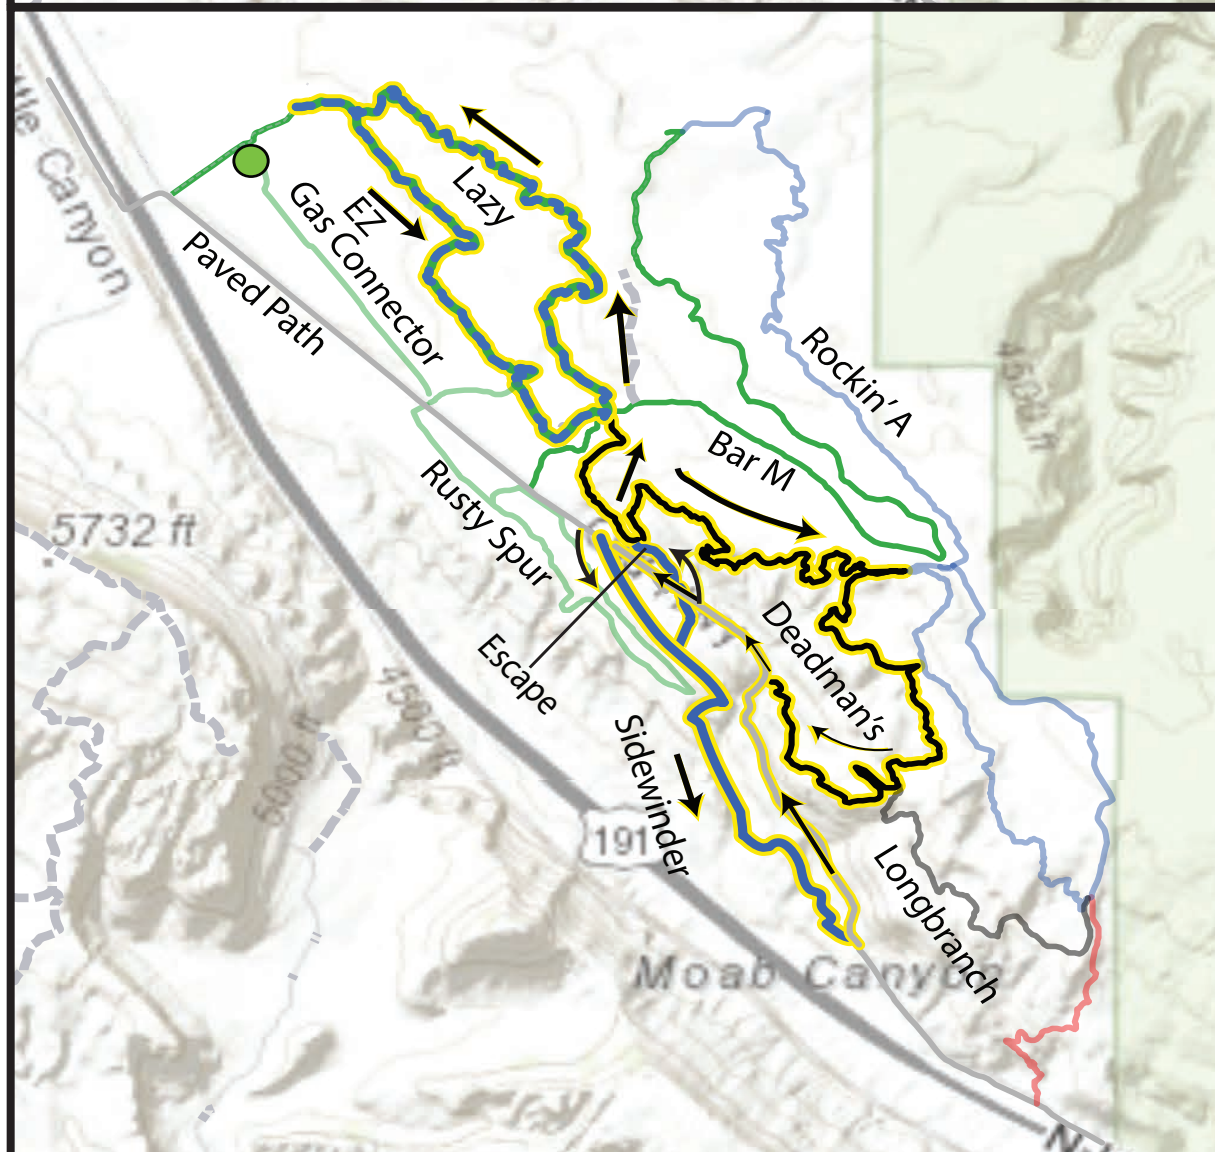 Canyon
Lazy
EZ
Gas Connector
Paved Path
4500 ft
Rockin' A
Bar M
Rusty Spur
5732 ft
Escape
Deadman's
4500 ft
5000 ft
Sidewinder
191
Longbranch
Moab Canyon